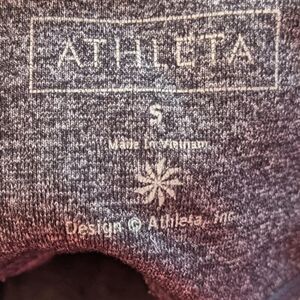 ATHLETA
S
Made In Vietnam
Design © Athleta, Inc.